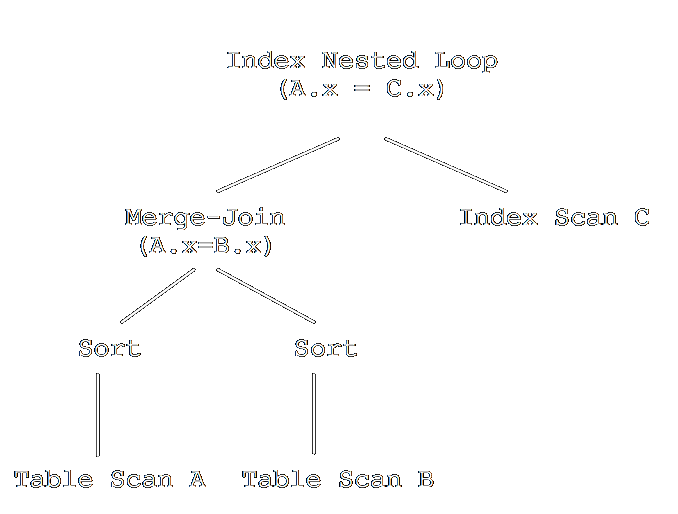 Index Nested Loop
(A.x = C.x)
Merge-Join
(A.x=B.x)
Index Scan C
Sort
Sort
Table Scan A
Table Scan B